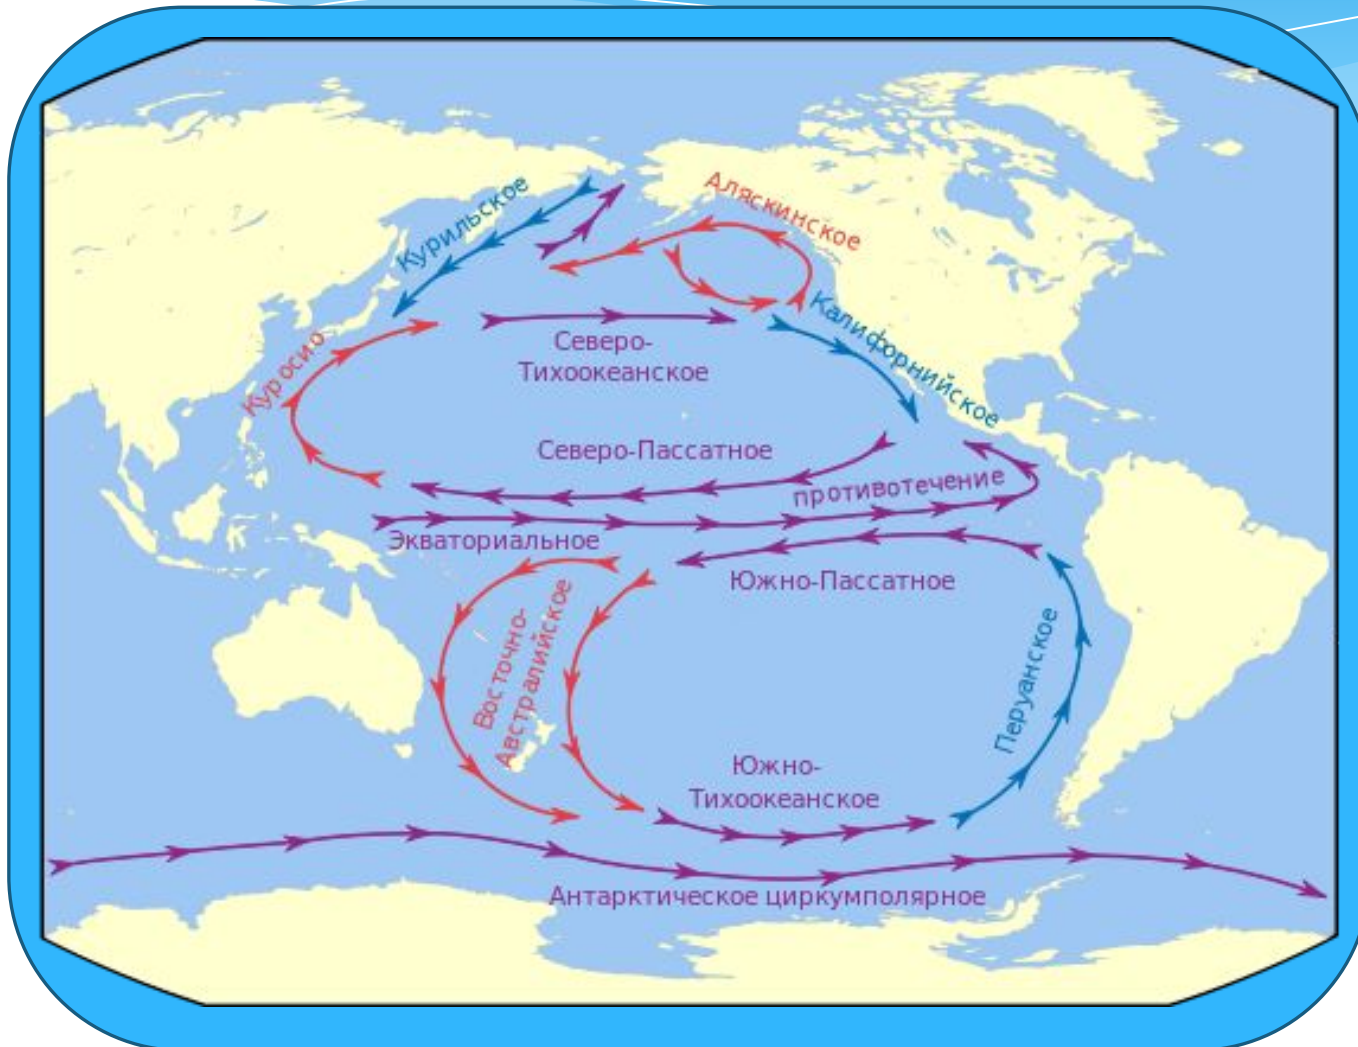 Аляскинское
Курильское
Калифорнийское
Куросио
Северо-
Тихоокеанское
Северо-Пассатное
противотечение
Экваториальное
Южно-Пассатное
Восточно-
Австралийское
Перуанское
Южно-
Тихоокеанское
Антарктическое циркумполярное